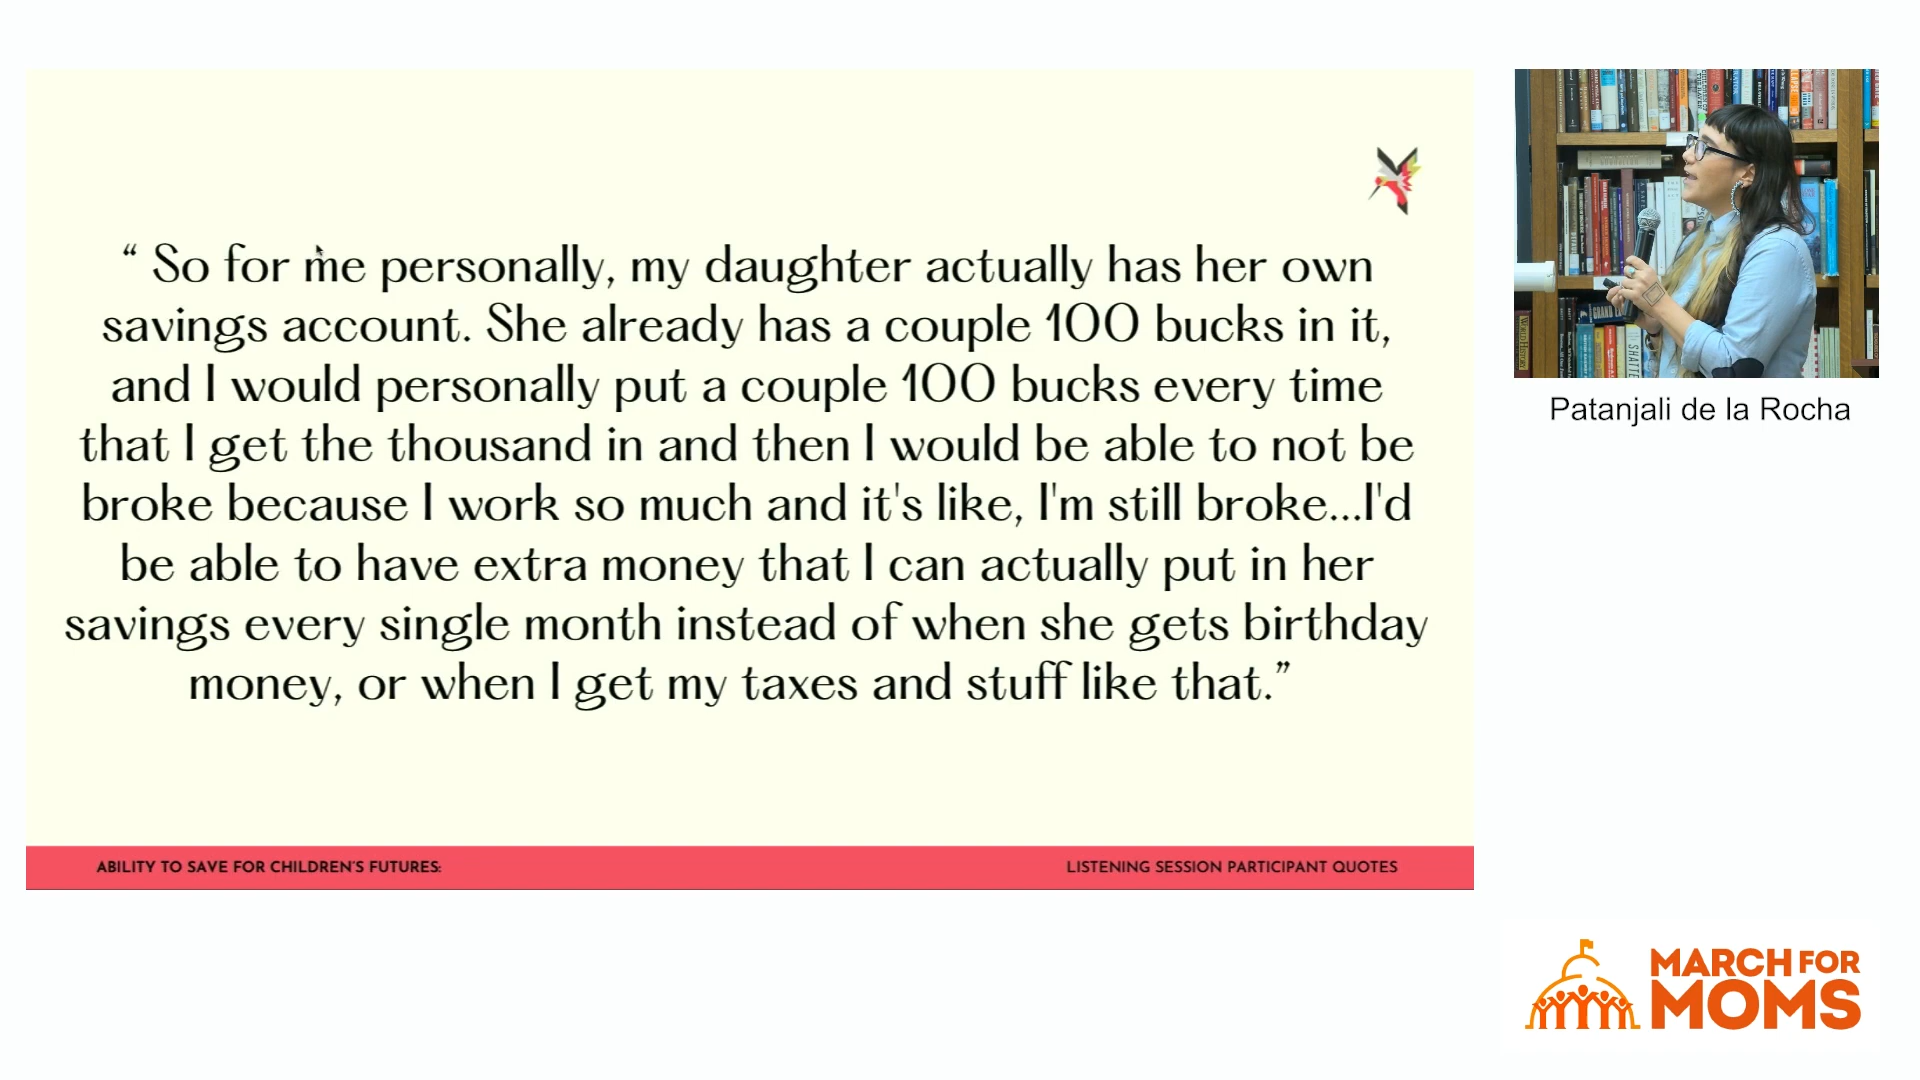 “ So for me personally, my daughter actually has her own
savings account. She already has a couple 100 bucks in it,
and I would personally put a couple 100 bucks every time
that I get the thousand in and then I would be able to not be
broke because I work so much and it's like, I'm still broke...I'd
be able to have extra money that I can actually put in her
savings every single month instead of when she gets birthday
money, or when I get my taxes and stuff like that.”
ABILITY TO SAVE FOR CHILDREN'S FUTURES:
LISTENING SESSION PARTICIPANT QUOTES
Patanjali de la Rocha
MARCH FOR
MOMS